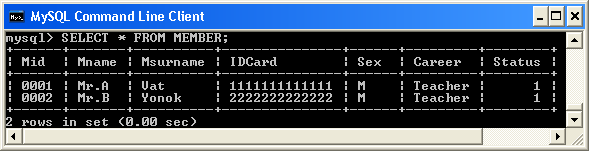 MySQL Command Line Client
mysql> SELECT * FROM MEMBER;
+------+-------+----------+---------------+-----+---------+--------+
| Mid | Mname | Msurname | IDCard | Sex | Career | Status |
+------+-------+----------+---------------+-----+---------+--------+
| 0001 | Mr.A | Vat | 1111111111111 | M | Teacher | 1 |
| 0002 | Mr.B | Yonok | 2222222222222 | M | Teacher | 1 |
+------+-------+----------+---------------+-----+---------+--------+
2 rows in set (0.00 sec)